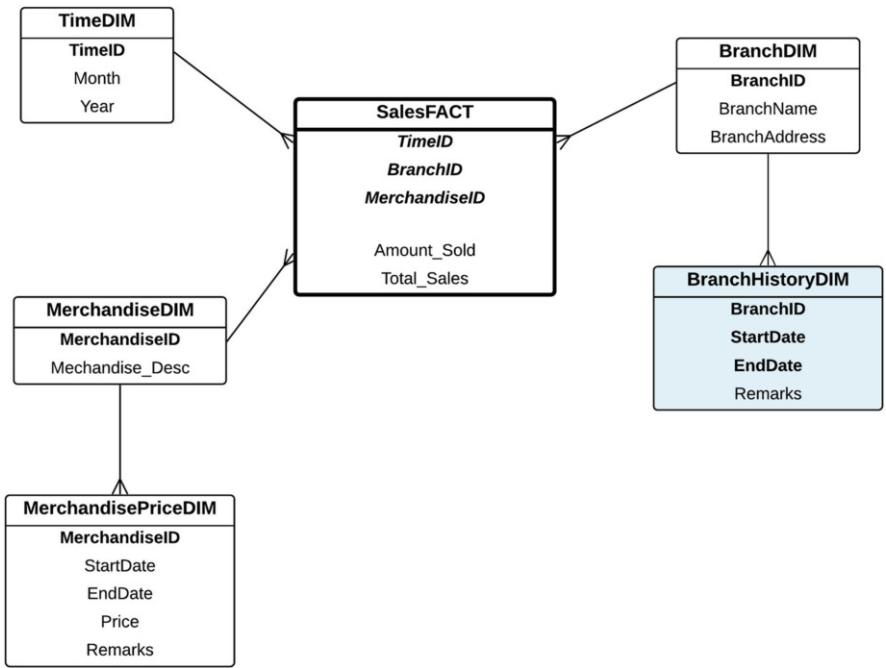 TimeDIM
TimeID
Month
Year
SalesFACT
TimeID
BranchID
MerchandiseID
Amount_Sold
Total_Sales
BranchDIM
BranchID
BranchName
BranchAddress
BranchHistoryDIM
BranchID
StartDate
EndDate
Remarks
MerchandiseDIM
MerchandiseID
Mechandise_Desc
MerchandisePriceDIM
MerchandiseID
StartDate
EndDate
Price
Remarks